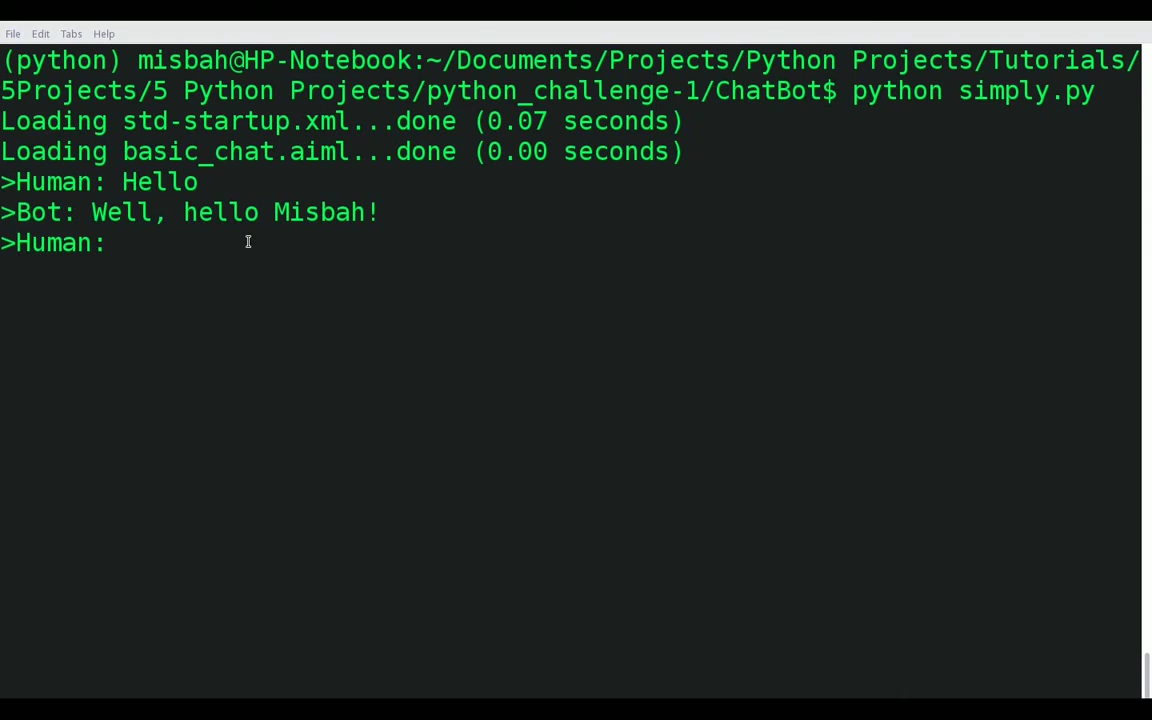 File Edit Tabs Help
(python) misbah@HP-Notebook:~/Documents/Projects/Python Projects/Tutorials/
5Projects/5 Python Projects/python_challenge-1/ChatBot$ python simply.py
Loading std-startup.xml...done (0.07 seconds)
Loading basic_chat.aiml...done (0.00 seconds)
>Human: Hello
>Bot: Well, hello Misbah!
>Human: